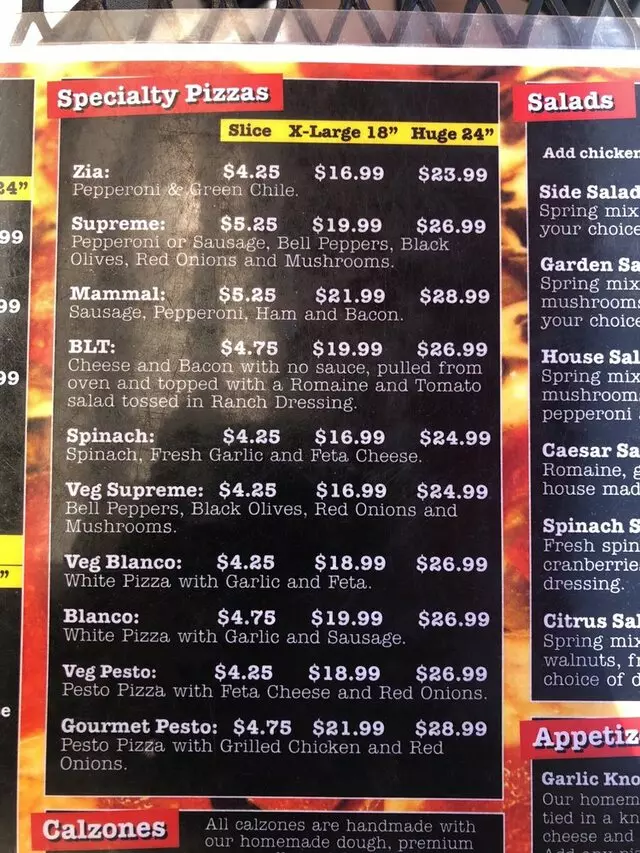 Specialty Pizzas
Slice X-Large 18" Huge 24"
Zia: $4.25 $16.99 $23.99
Pepperoni & Green Chile.
Supreme: $5.25 $19.99 $26.99
Pepperoni or Sausage, Bell Peppers, Black
Olives, Red Onions and Mushrooms.
Mammal: $5.25 $21.99 $28.99
Sausage, Pepperoni, Ham and Bacon.
BLT: $4.75 $19.99 $26.99
Cheese and Bacon with no sauce, pulled from
oven and topped with a Romaine and Tomato
salad tossed in Ranch Dressing.
Spinach: $4.25 $16.99 $24.99
Spinach, Fresh Garlic and Feta Cheese.
Veg Supreme: $4.25 $16.99 $24.99
Bell Peppers, Black Olives, Red Onions and
Mushrooms.
Veg Blanco: $4.25 $18.99 $26.99
White Pizza with Garlic and Feta.
Blanco: $4.75 $19.99 $26.99
White Pizza with Garlic and Sausage.
Veg Pesto: $4.25 $18.99 $26.99
Pesto Pizza with Feta Cheese and Red Onions.
Gourmet Pesto: $4.75 $21.99 $28.99
Pesto Pizza with Grilled Chicken and Red
Onions.
Calzones
All calzones are handmade with
our homemade dough, premium
24"
99
99
99
"
e
Salads
Add chicken
Side Salad
Spring mix
your choice
Garden Sa
Spring mix
mushrooms
your choice
House Sal
Spring mix
mushroom
pepperoni
Caesar Sa
Romaine, g
house mad
Spinach S
Fresh spin
cranberrie
dressing.
Citrus Sal
Spring mix
walnuts, f
choice of d
Appetiz
Garlic Kno
Our homem
tied in a kn
cheese and